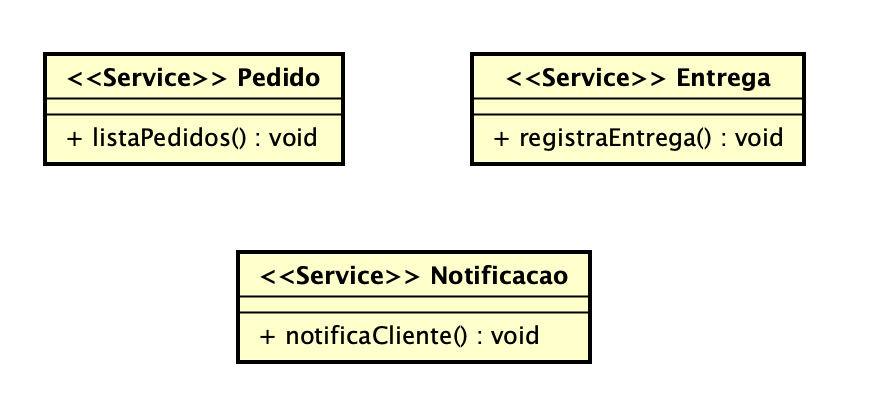 <<Service>> Pedido
+ listaPedidos() : void
<<Service>> Entrega
+ registraEntrega() : void
<<Service>> Notificacao
+ notificaCliente() : void